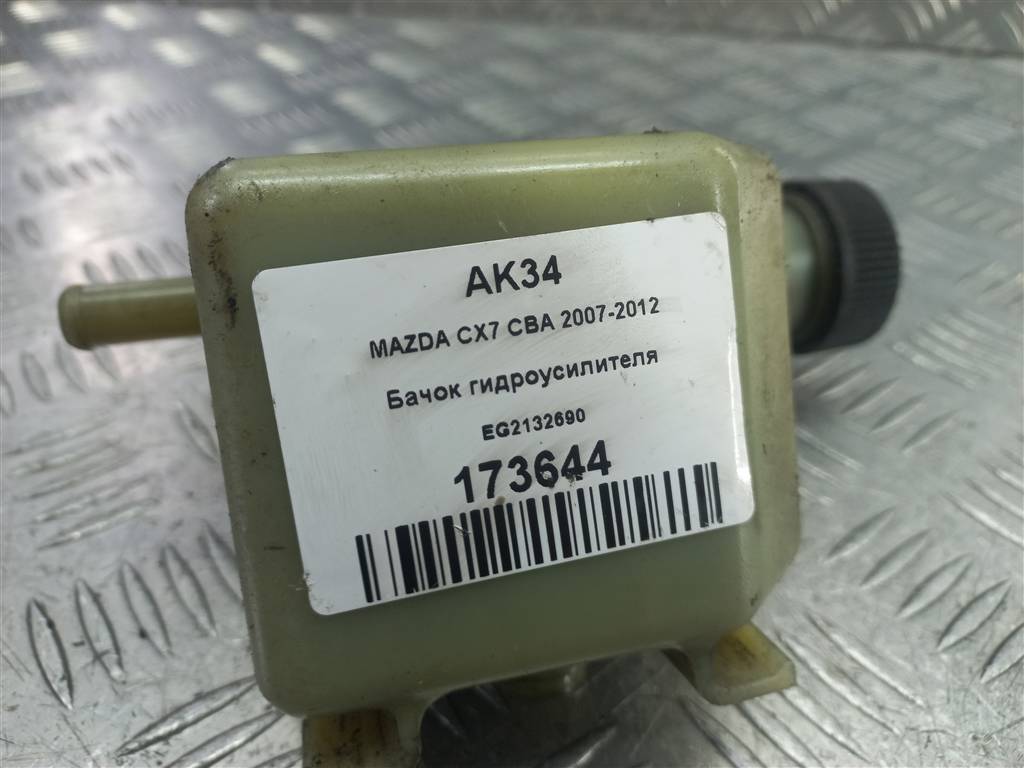 AK34
MAZDA CX7 CBA 2007-2012
Бачок гидроусилителя
EG2132690
173644